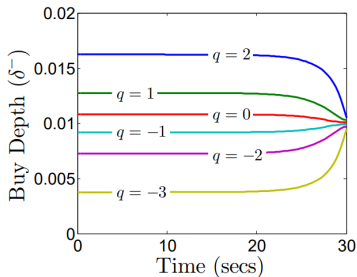 Buy Depth (δ⁻)
0.02
0.015
0.01
0.005
0
q = 2
q = 1
q = 0
q = −1
q = −2
q = −3
0 10 20 30
Time (secs)